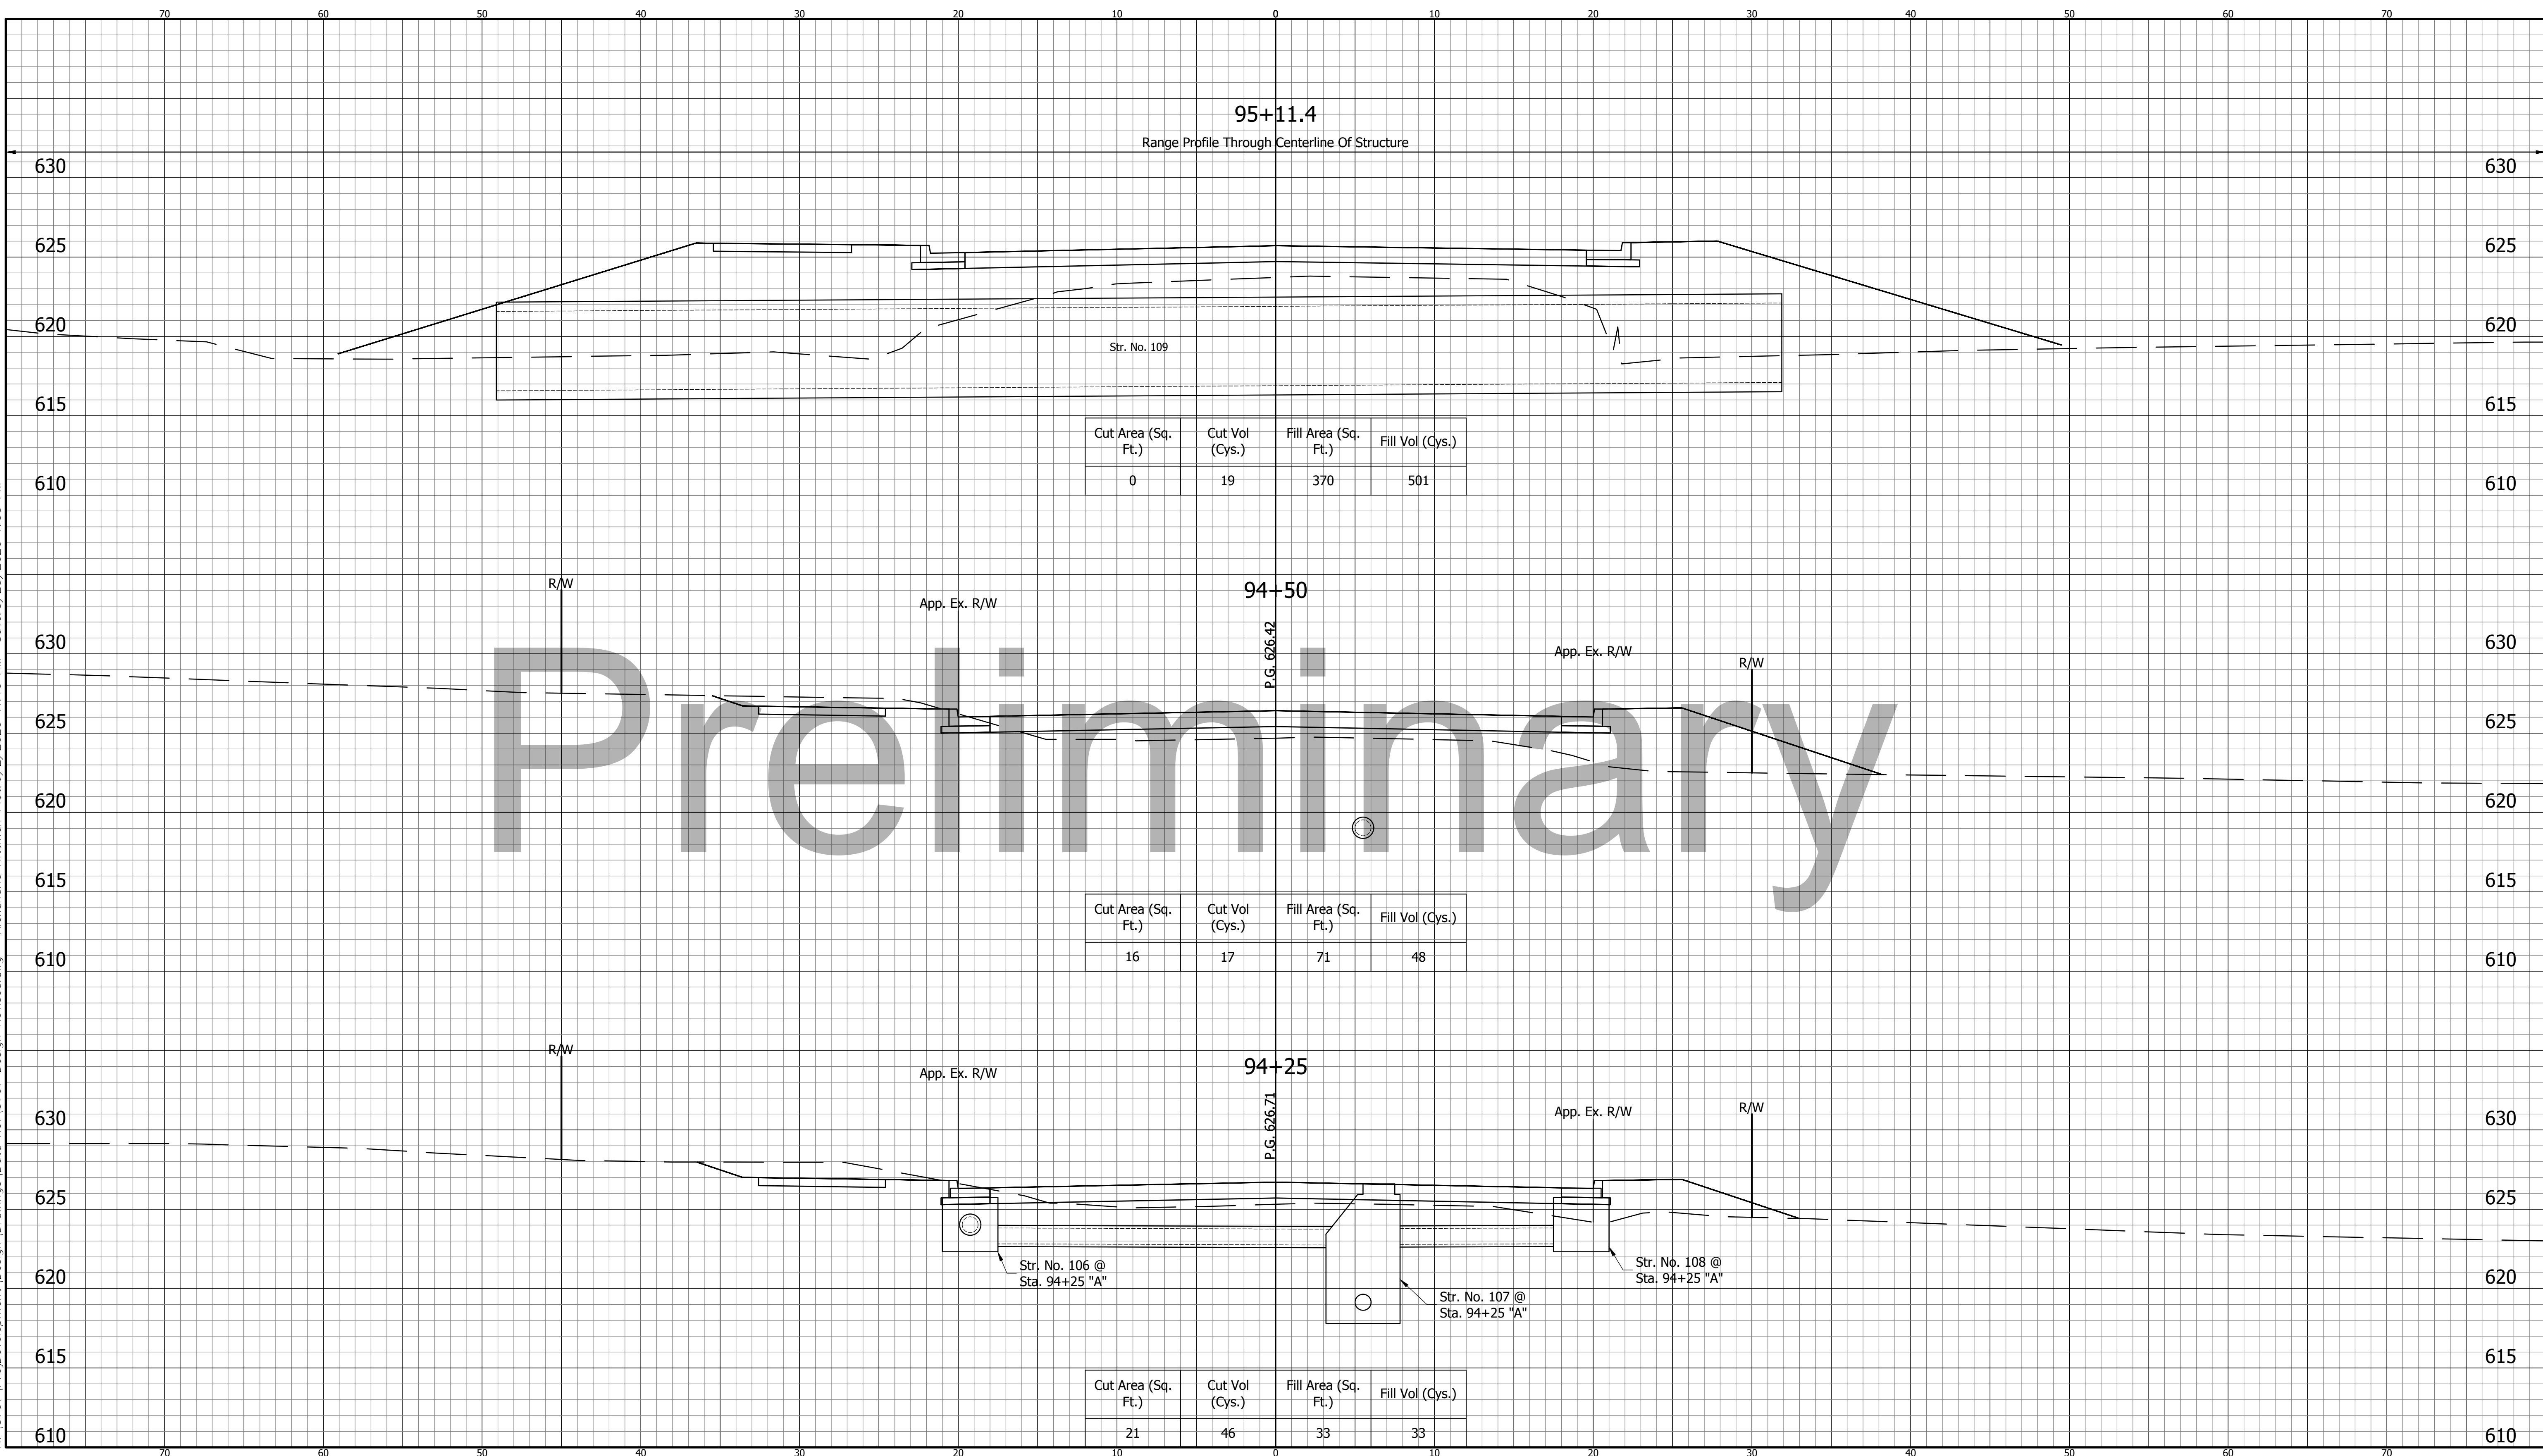 70 60 50 40 30 20 10 0 10 20 30 40 50 60 70
95+11.4
Range Profile Through Centerline Of Structure
630 630
625 625
620 620
Str. No. 109
615 615
Cut Area (Sq. Ft.) Cut Vol (Cys.) Fill Area (Sq. Ft.) Fill Vol (Cys.)
0 19 370 501
610 610
R/W
94+50
App. Ex. R/W
P.G. 626.42
630 630
App. Ex. R/W
R/W
Preliminary
625 625
620 620
615 615
Cut Area (Sq. Ft.) Cut Vol (Cys.) Fill Area (Sq. Ft.) Fill Vol (Cys.)
16 17 71 48
610 610
R/W
94+25
App. Ex. R/W
P.G. 626.71
App. Ex. R/W
R/W
630 630
625 625
Str. No. 106 @
Sta. 94+25 "A"
Str. No. 108 @
Sta. 94+25 "A"
620 620
Str. No. 107 @
Sta. 94+25 "A"
615 615
Cut Area (Sq. Ft.) Cut Vol (Cys.) Fill Area (Sq. Ft.) Fill Vol (Cys.)
21 46 33 33
610 610
70 60 50 40 30 20 10 0 10 20 30 40 50 60 70